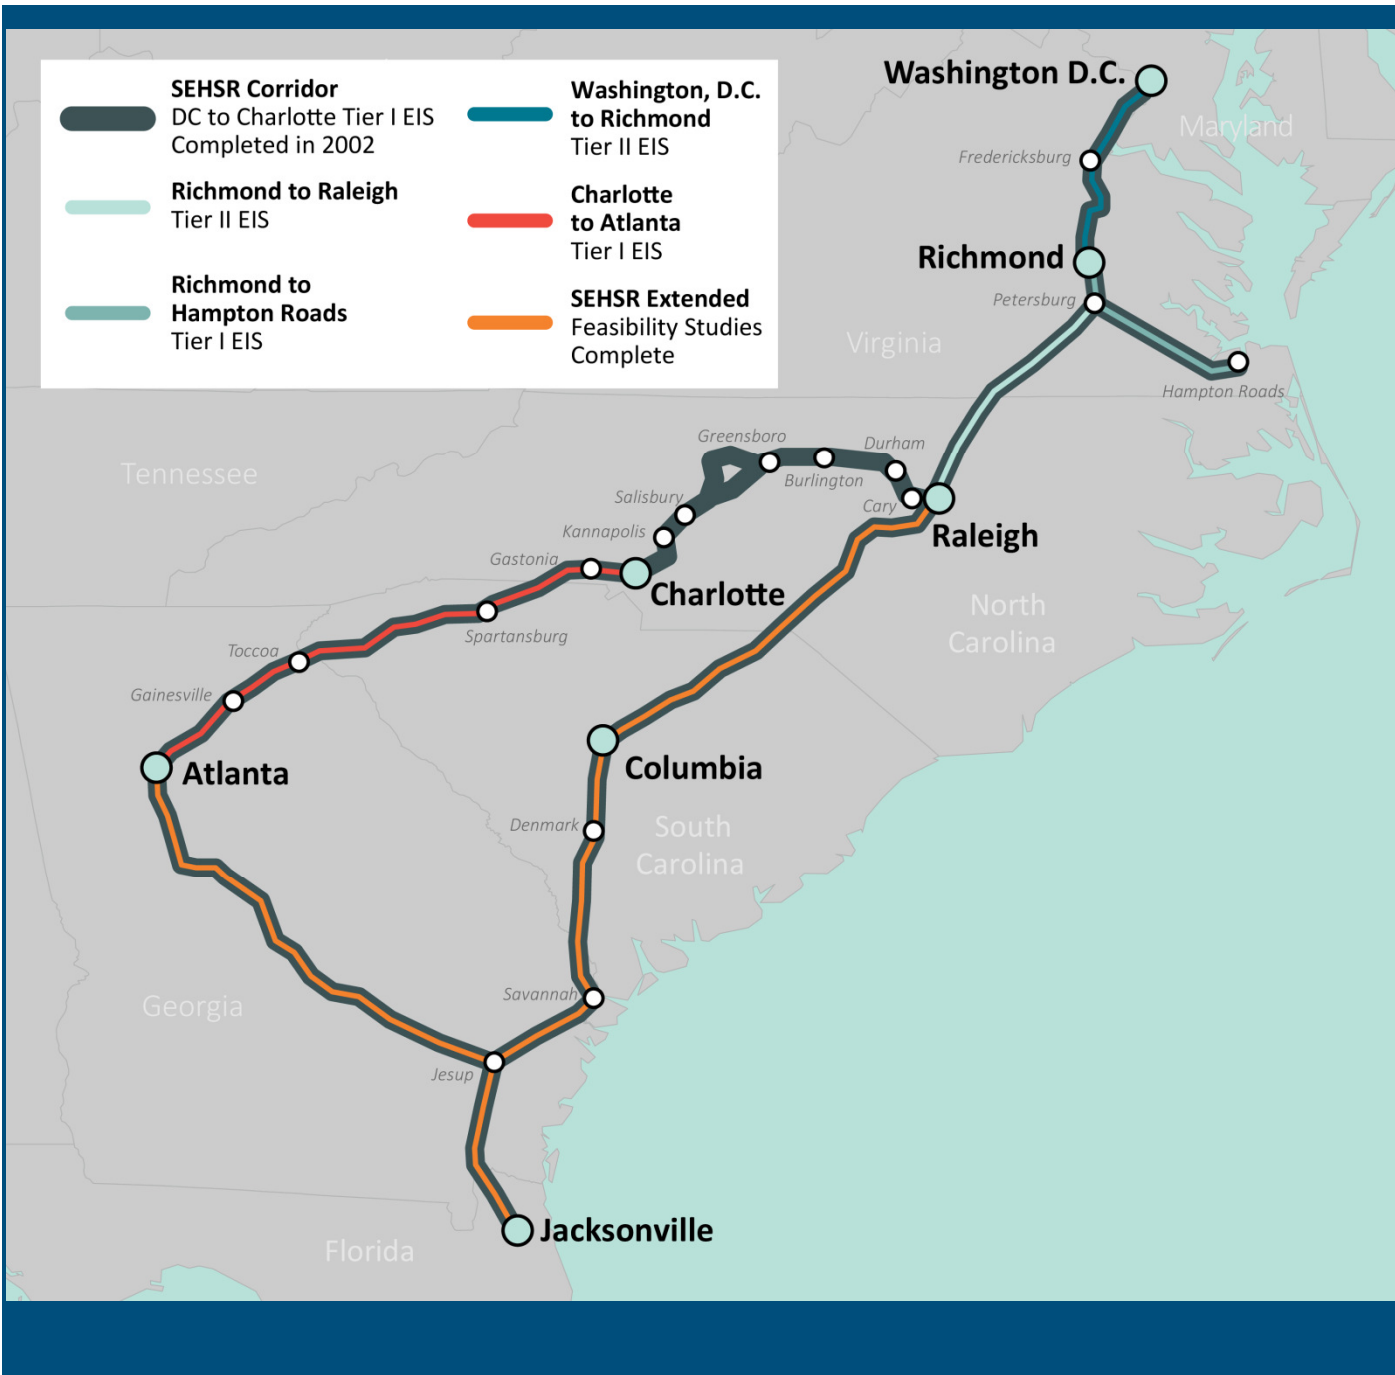 SEHSR Corridor
DC to Charlotte Tier I EIS
Completed in 2002
Richmond to Raleigh
Tier II EIS
Richmond to
Hampton Roads
Tier I EIS
Washington, D.C.
to Richmond
Tier II EIS
Charlotte
to Atlanta
Tier I EIS
SEHSR Extended
Feasibility Studies
Complete
Washington D.C.
Maryland
Fredericksburg
Richmond
Petersburg
Virginia
Hampton Roads
Greensboro
Durham
Tennessee
Burlington
Salisbury
Cary
Kannapolis
Raleigh
Gastonia
Charlotte
North
Carolina
Spartansburg
Toccoa
Gainesville
Atlanta
Columbia
Denmark
South
Carolina
Savannah
Georgia
Jesup
Jacksonville
Florida